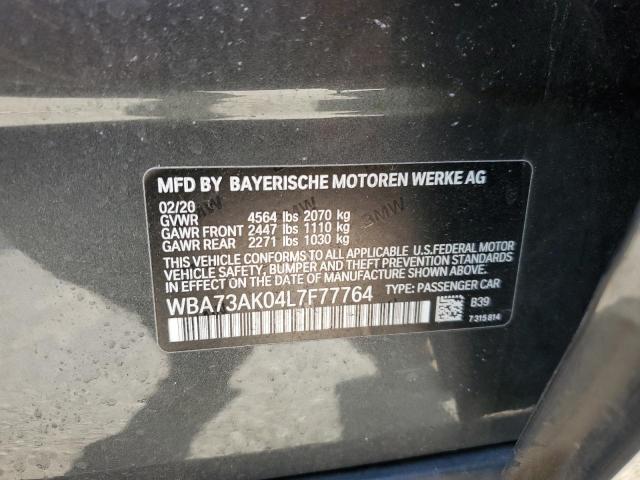 MFD BY BAYERISCHE MOTOREN WERKE AG
02/20
GVWR 4564 lbs 2070 kg
GAWR FRONT 2447 lbs 1110 kg
GAWR REAR 2271 lbs 1030 kg
THIS VEHICLE CONFORMS TO ALL APPLICABLE U.S.FEDERAL MOTOR
VEHICLE SAFETY, BUMPER AND THEFT PREVENTION STANDARDS
IN EFFECT ON THE DATE OF MANUFACTURE SHOWN ABOVE.
WBA73AK04L7F77764 TYPE: PASSENGER CAR
B39
7 315 814
BMW
BMW